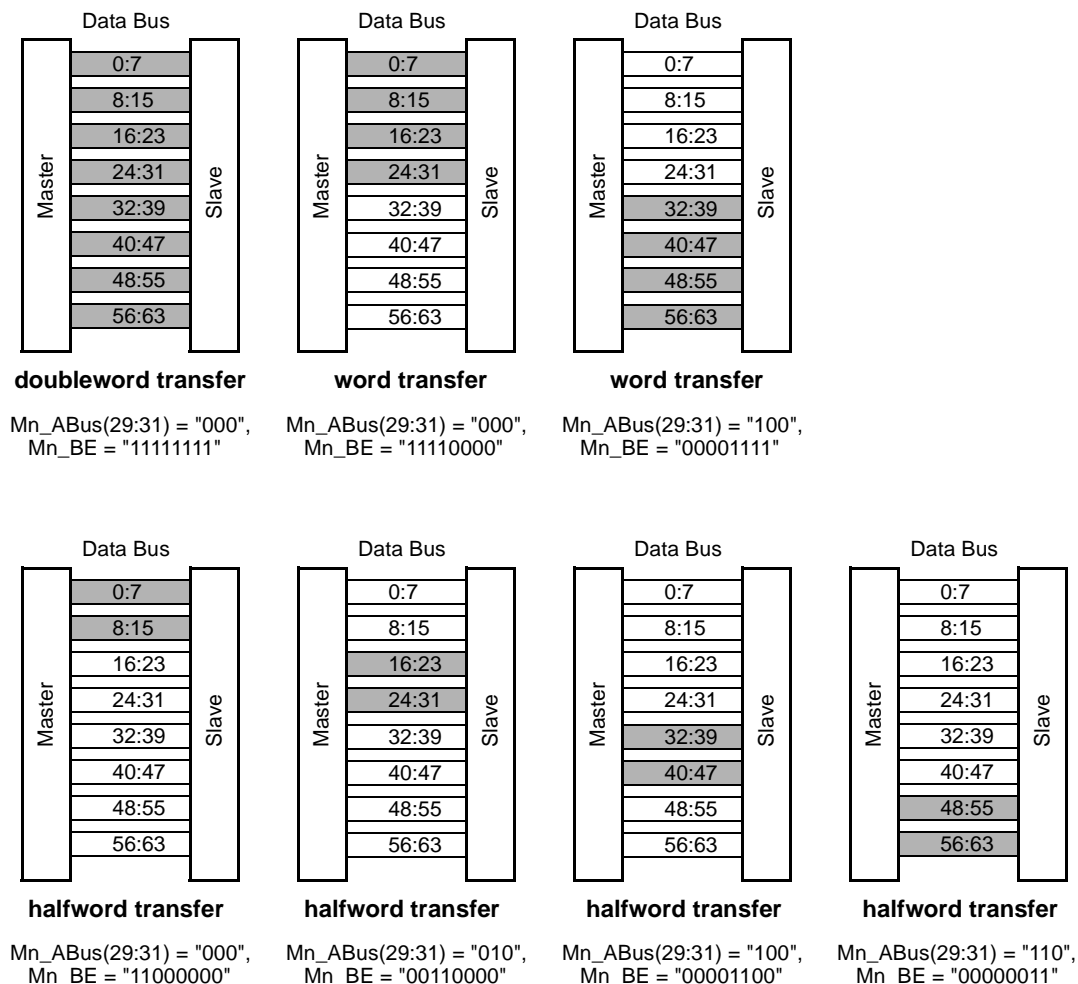 Data Bus Data Bus Data Bus
0:7 0:7 0:7
8:15 8:15 8:15
16:23 16:23 16:23
24:31 24:31 24:31
Master Slave Master Slave Master Slave
32:39 32:39 32:39
40:47 40:47 40:47
48:55 48:55 48:55
56:63 56:63 56:63
doubleword transfer word transfer word transfer
Mn_ABus(29:31) = "000", Mn_ABus(29:31) = "000", Mn_ABus(29:31) = "100",
Mn_BE = "11111111" Mn_BE = "11110000" Mn_BE = "00001111"
Data Bus Data Bus Data Bus Data Bus
0:7 0:7 0:7 0:7
8:15 8:15 8:15 8:15
16:23 16:23 16:23 16:23
24:31 24:31 24:31 24:31
Master Slave Master Slave Master Slave Master Slave
32:39 32:39 32:39 32:39
40:47 40:47 40:47 40:47
48:55 48:55 48:55 48:55
56:63 56:63 56:63 56:63
halfword transfer halfword transfer halfword transfer halfword transfer
Mn_ABus(29:31) = "000", Mn_ABus(29:31) = "010", Mn_ABus(29:31) = "100", Mn_ABus(29:31) = "110",
Mn_BE = "11000000" Mn_BE = "00110000" Mn_BE = "00001100" Mn_BE = "00000011"